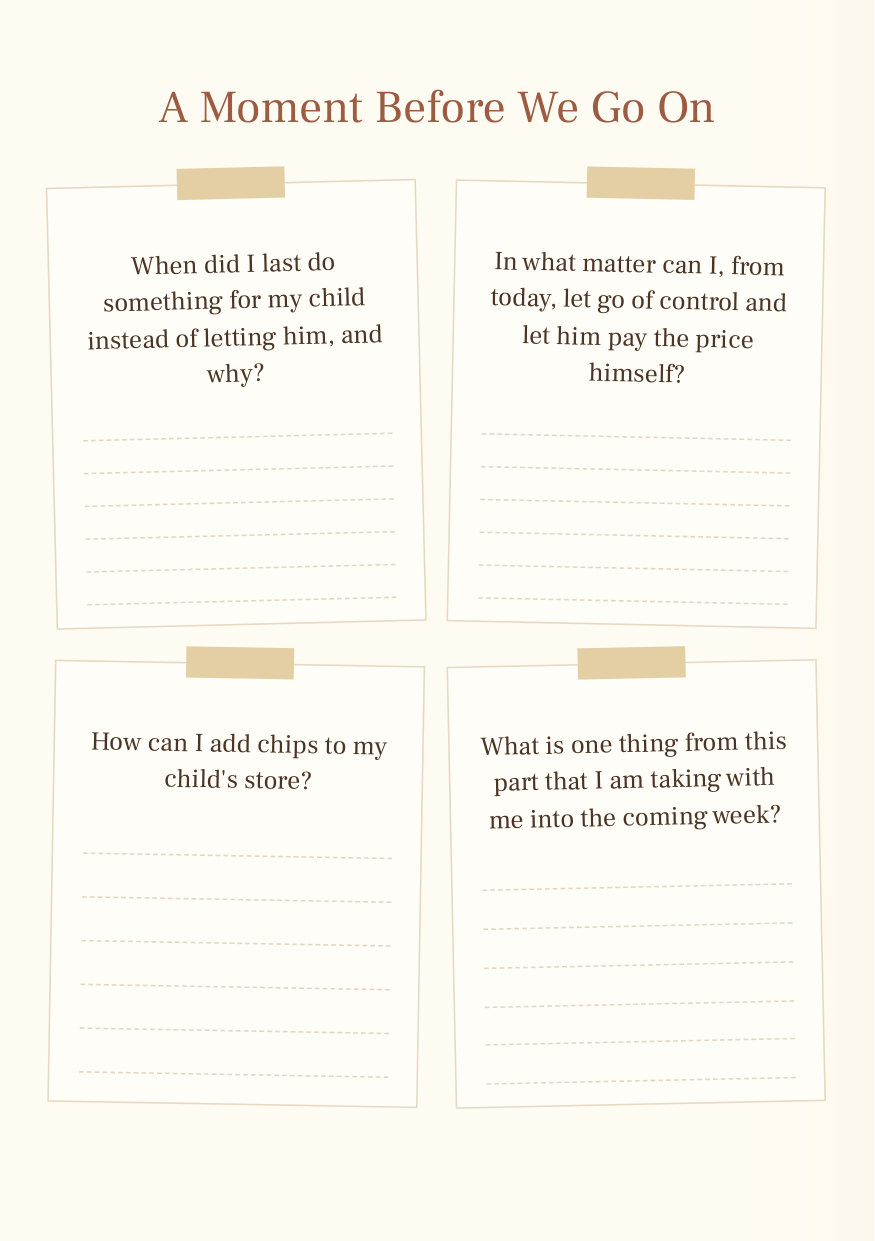 A Moment Before We Go On
When did I last do
something for my child
instead of letting him, and
why?
In what matter can I, from
today, let go of control and
let him pay the price
himself?
How can I add chips to my
child's store?
What is one thing from this
part that I am taking with
me into the coming week?